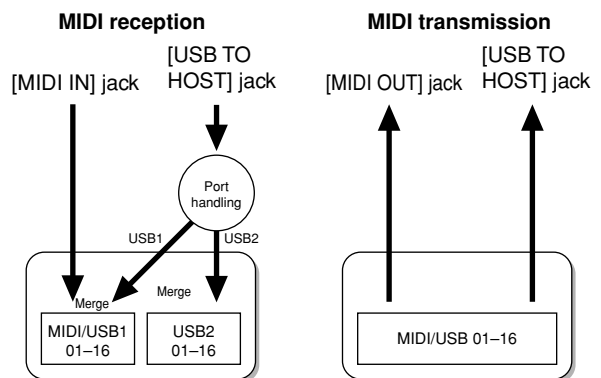 MIDI reception
[MIDI IN] jack
[USB TO
HOST] jack
Port
handling
USB1
USB2
Merge
Merge
MIDI/USB1
01–16
USB2
01–16
MIDI transmission
[MIDI OUT] jack
[USB TO
HOST] jack
MIDI/USB 01–16